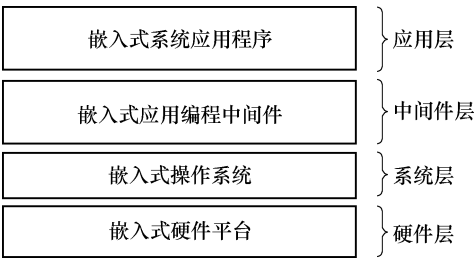 嵌入式系统应用程序
应用层
嵌入式应用编程中间件
中间件层
嵌入式操作系统
系统层
嵌入式硬件平台
硬件层